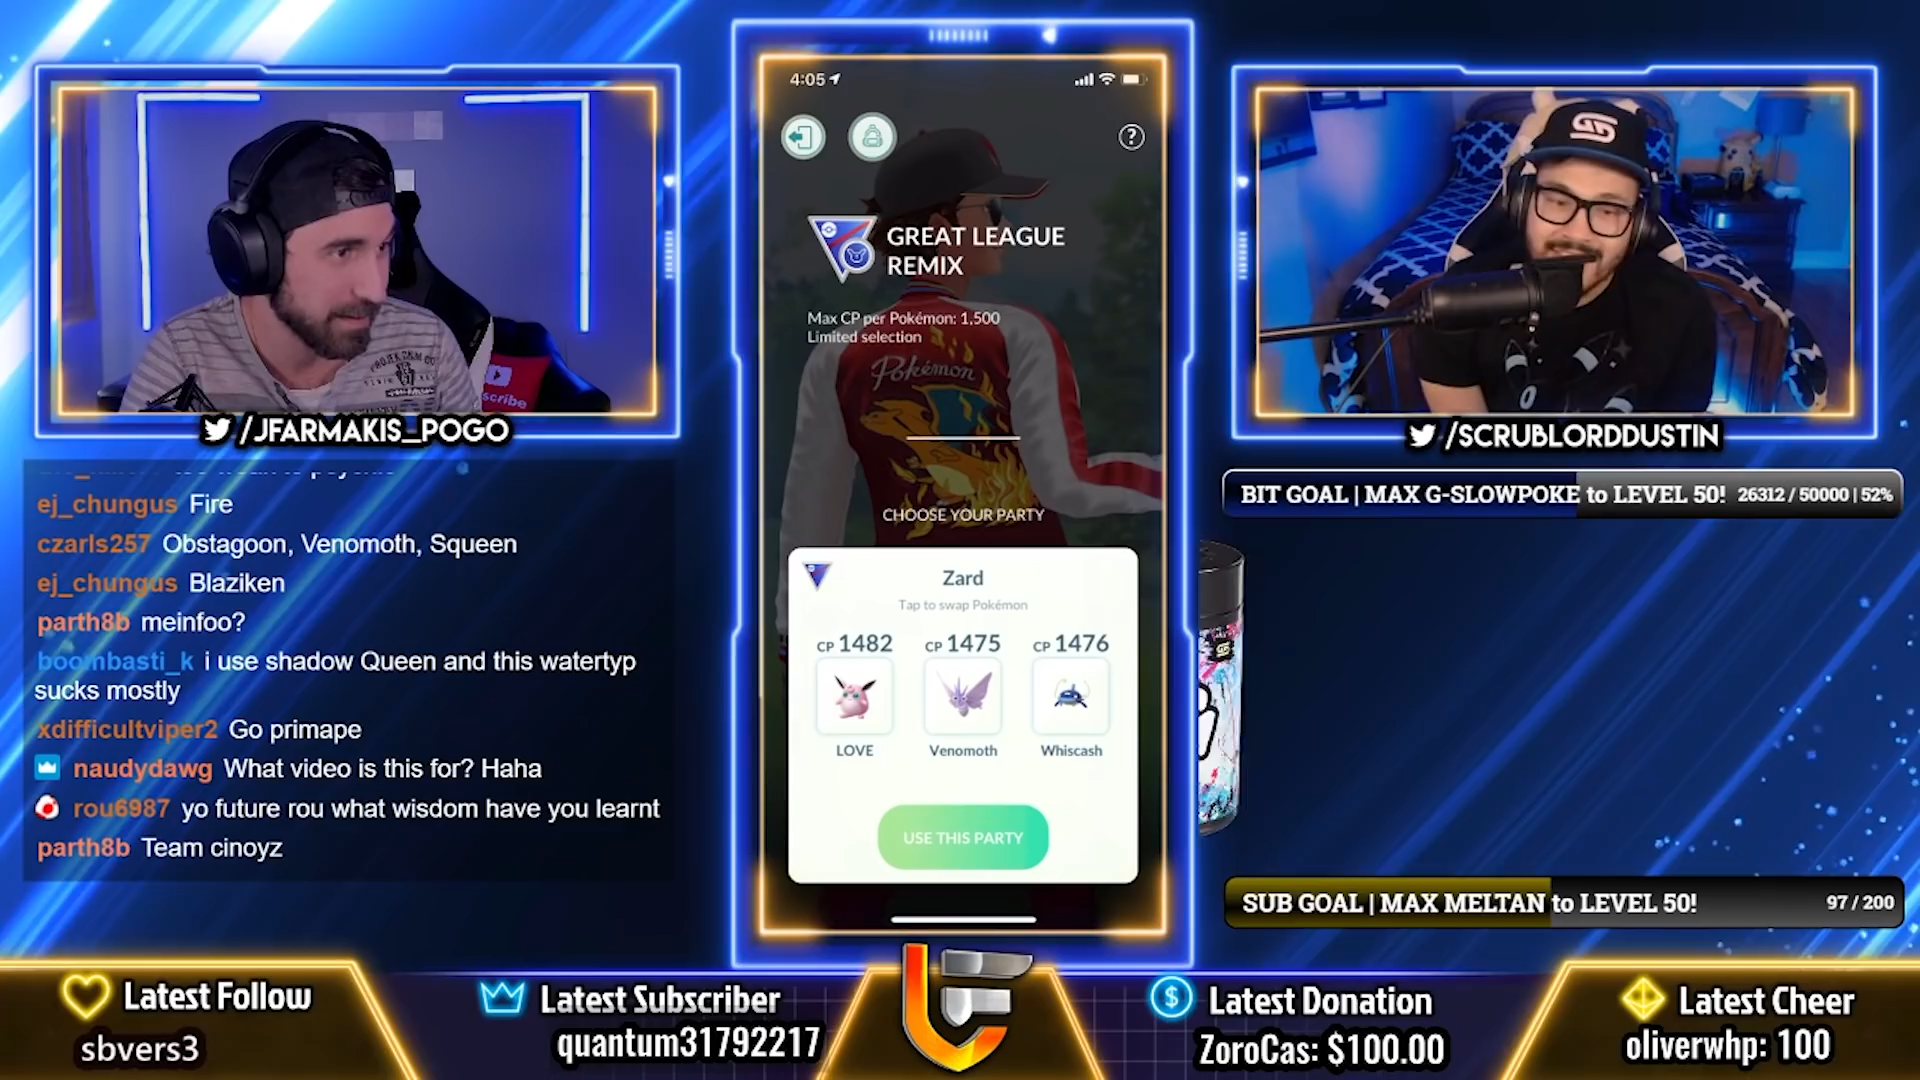 /JFARMAKIS_POGO
ej_chungus Fire
czarls257 Obstagoon, Venomoth, Squeen
ej_chungus Blaziken
parth8b meinfoo?
boombasti_k i use shadow Queen and this watertyp
sucks mostly
xdifficultviper2 Go primape
naudydawg What video is this for? Haha
rou6987 yo future rou what wisdom have you learnt
parth8b Team cinoyz
4:05
?
GREAT LEAGUE
REMIX
Max CP per Pokémon: 1,500
Limited selection
Pokémon
CHOOSE YOUR PARTY
Zard
Tap to swap Pokémon
CP 1482 CP 1475 CP 1476
LOVE Venomoth Whiscash
USE THIS PARTY
/SCRUBLORDDUSTIN
BIT GOAL | MAX G-SLOWPOKE to LEVEL 50! 26312 / 50000 | 52%
SUB GOAL | MAX MELTAN to LEVEL 50! 97 / 200
Latest Follow
sbvers3
Latest Subscriber
quantum31792217
$ Latest Donation
ZoroCas: $100.00
Latest Cheer
oliverwhp: 100